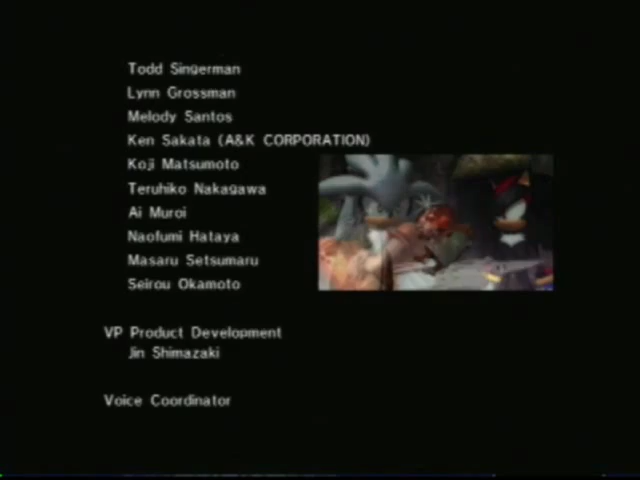 Todd Singerman
Lynn Grossman
Melody Santos
Ken Sakata (A&K CORPORATION)
Koji Matsumoto
Teruhiko Nakagawa
Ai Muroi
Naofumi Hataya
Masaru Setsumaru
Seirou Okamoto
VP Product Development
Jin Shimazaki
Voice Coordinator